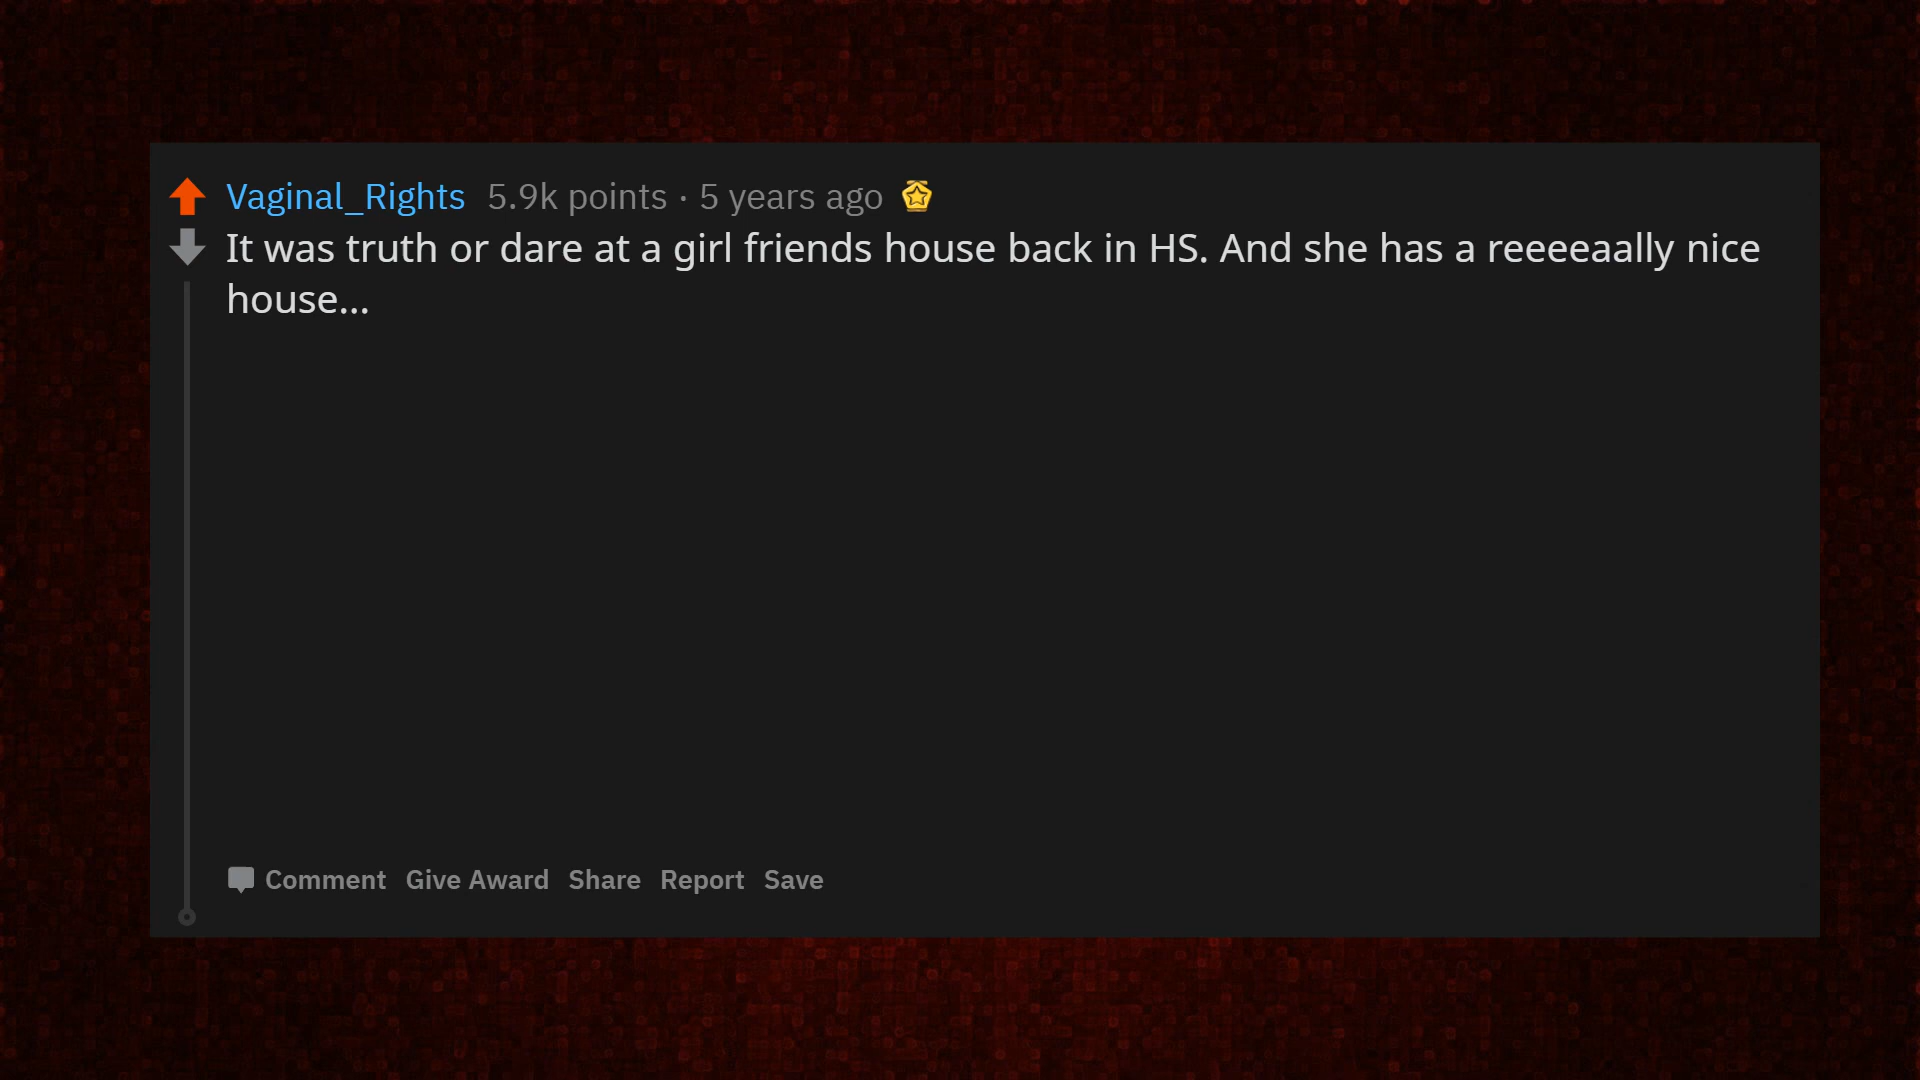 Vaginal_Rights 5.9k points · 5 years ago
It was truth or dare at a girl friends house back in HS. And she has a reeeeaally nice
house...
Comment Give Award Share Report Save